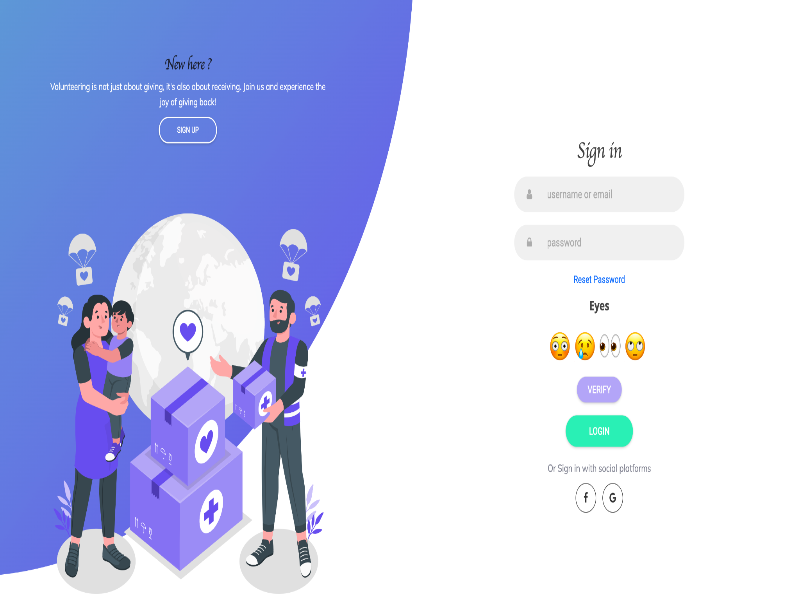 New here ?
Volunteering is not just about giving, it's also about receiving. Join us and experience the
joy of giving back!
SIGN UP
Sign in
username or email
password
Reset Password
Eyes
VERIFY
LOGIN
Or Sign in with social platforms
f G